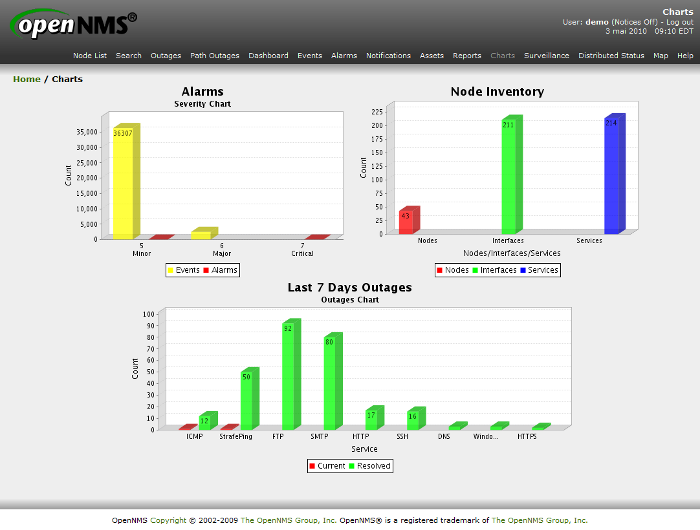 openNMS®
Charts
User: demo (Notices Off) - Log out
3 mai 2010 09:10 EDT
Node List Search Outages Path Outages Dashboard Events Alarms Notifications Assets Reports Charts Surveillance Distributed Status Map Help
Home / Charts
Alarms
Severity Chart
35,000
30,000
25,000
20,000
15,000
10,000
5,000
0
Count
36307
5 6 7
Minor Major Critical
Events Alarms
Node Inventory
225
200
175
150
125
100
75
50
25
0
Count
43
211
214
Nodes Interfaces Services
Nodes/Interfaces/Services
Nodes Interfaces Services
Last 7 Days Outages
Outages Chart
100
90
80
70
60
50
40
30
20
10
0
Count
12
50
92
80
17
16
ICMP StrafePing FTP SMTP HTTP SSH DNS Windo... HTTPS
Service
Current Resolved
OpenNMS Copyright © 2002-2009 The OpenNMS Group, Inc. OpenNMS® is a registered trademark of The OpenNMS Group, Inc.